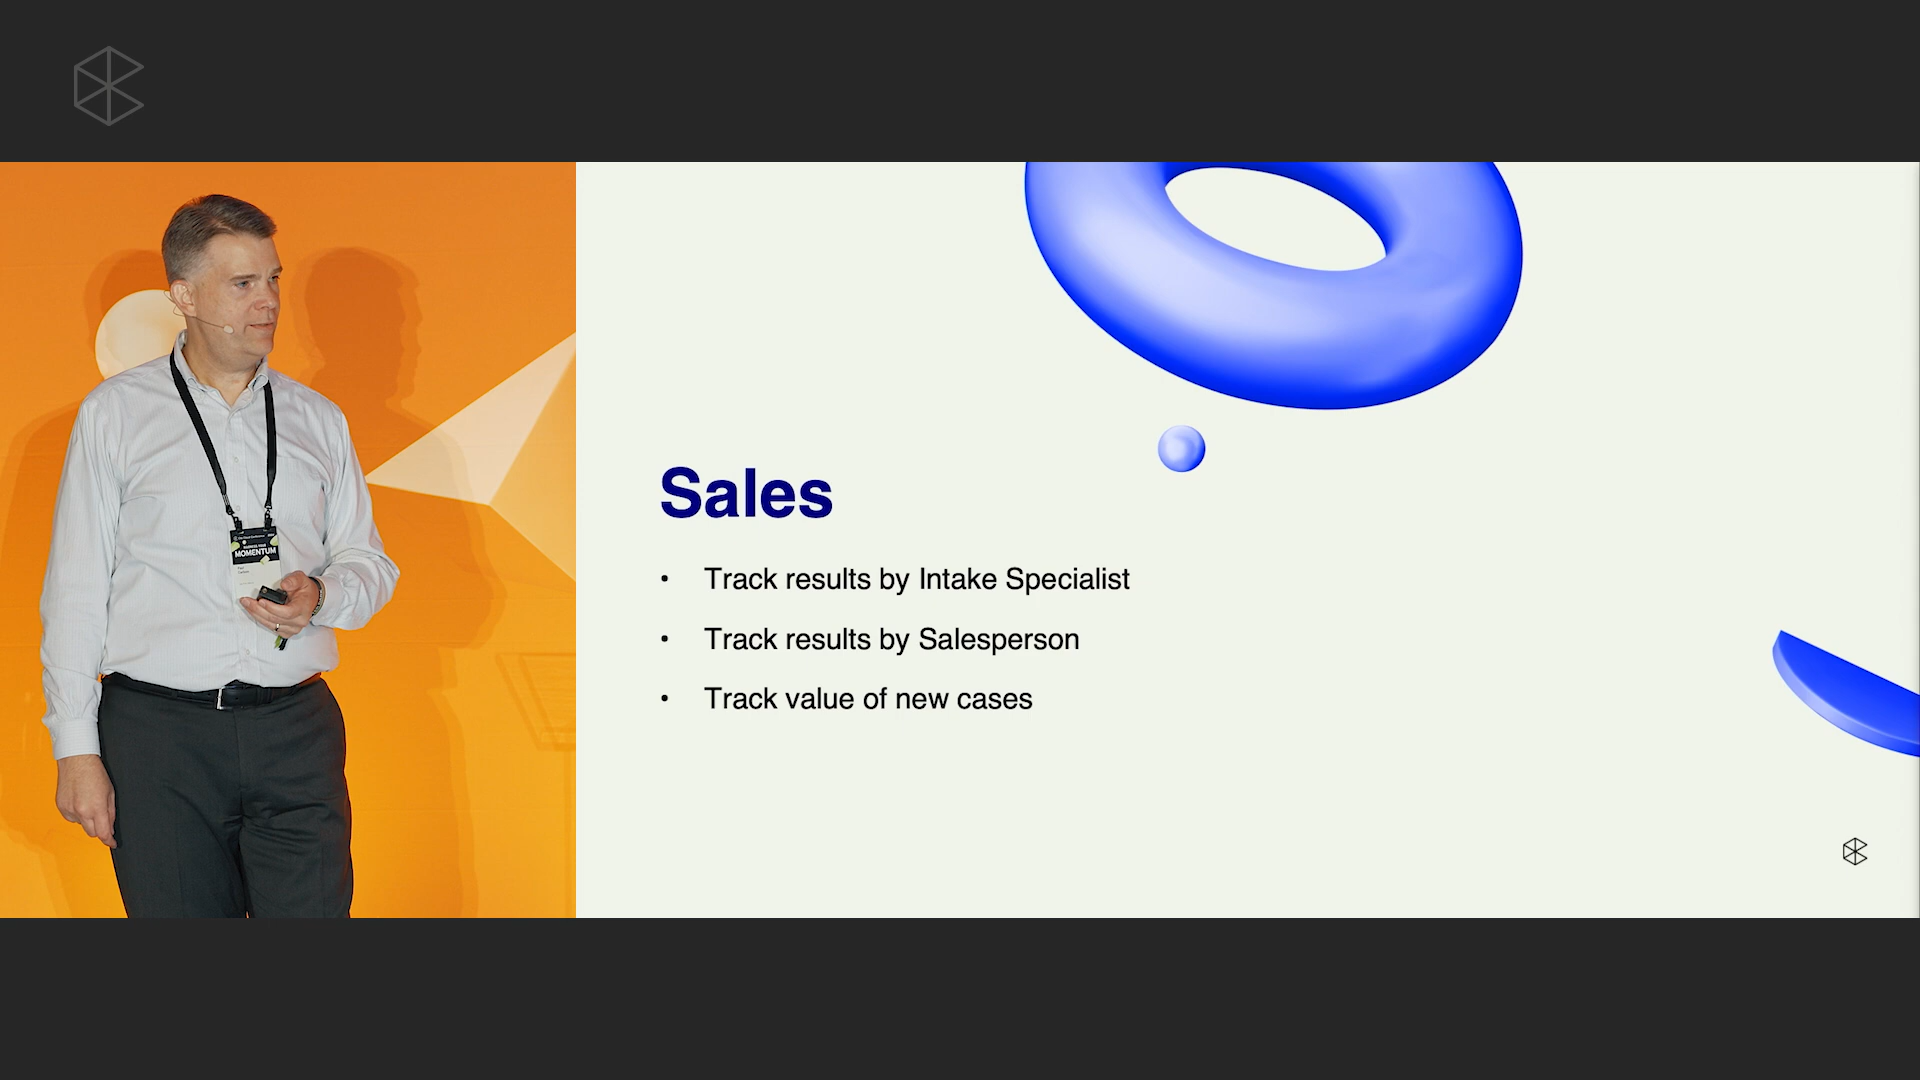 MOMENTUM
Sales
• Track results by Intake Specialist
• Track results by Salesperson
• Track value of new cases